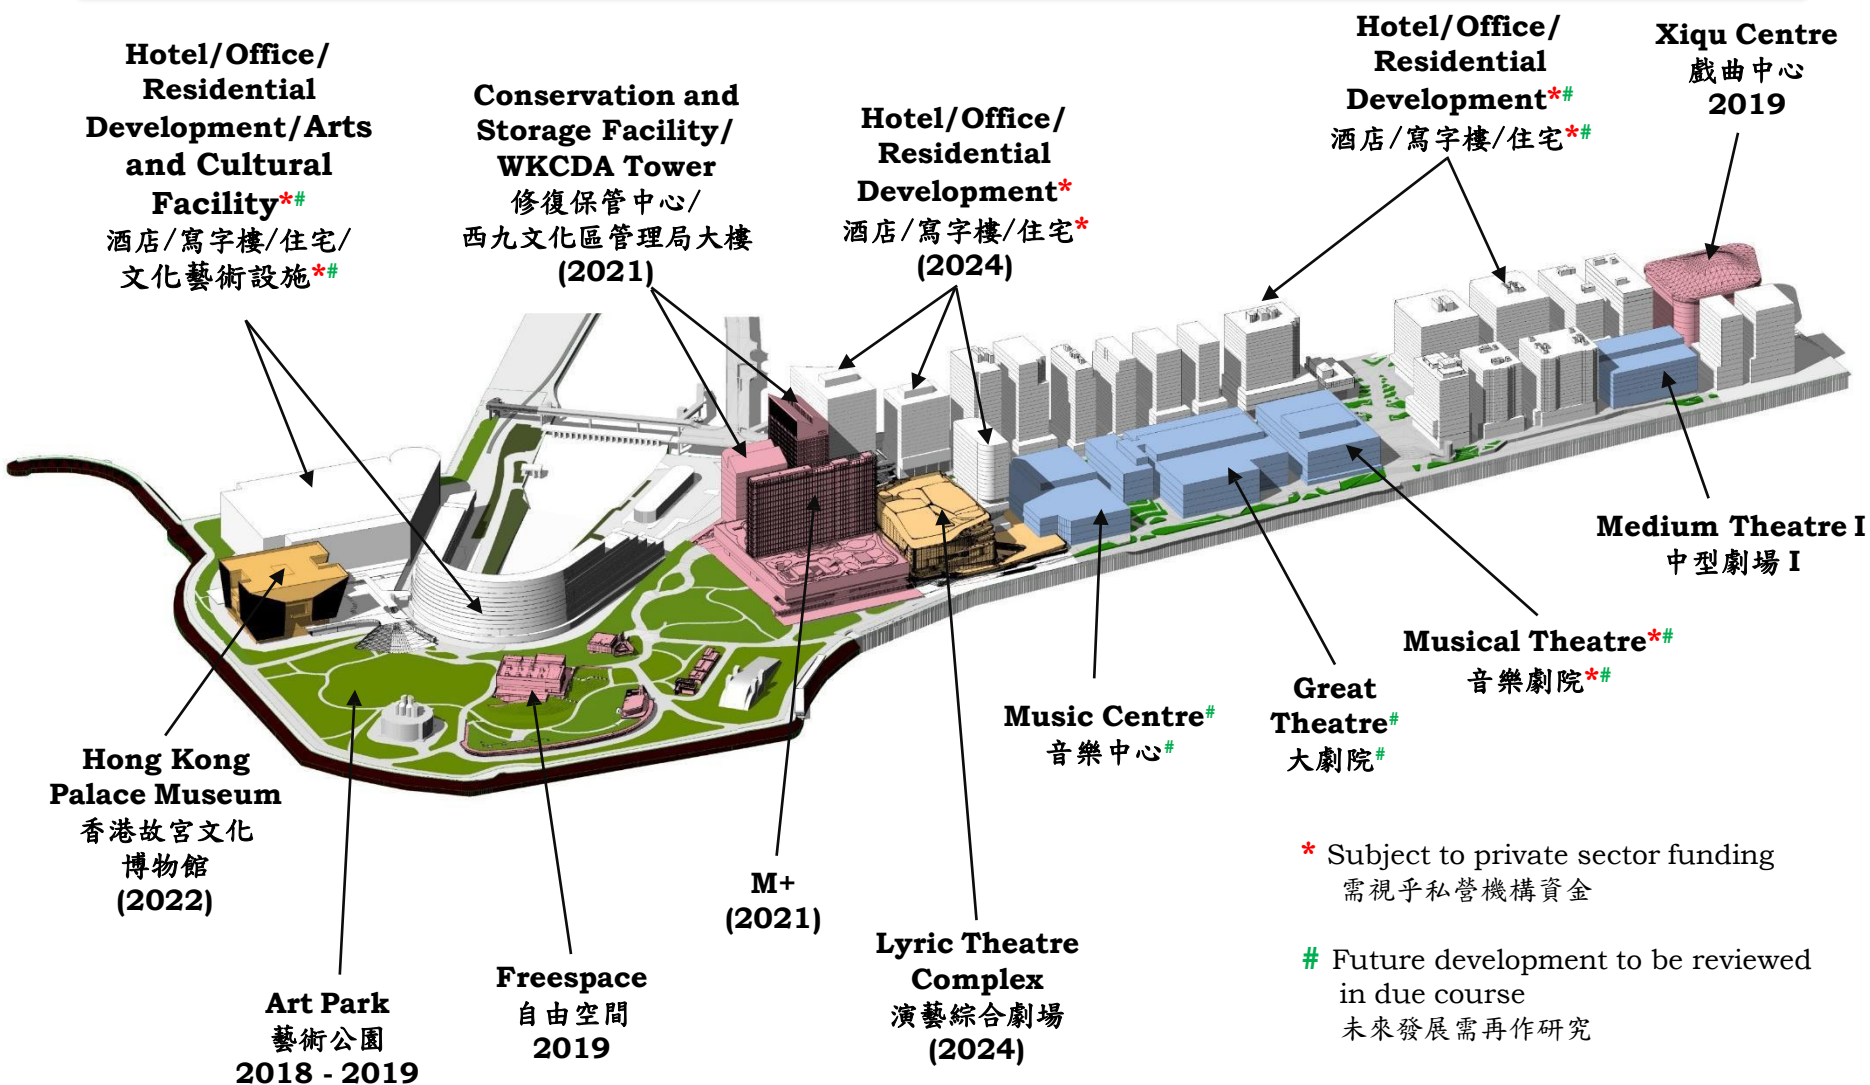 Hotel/Office/
Residential
Development/Arts
and Cultural
Facility*#
酒店/寫字樓/住宅/
文化藝術設施*#
Conservation and
Storage Facility/
WKCDA Tower
修復保管中心/
西九文化區管理局大樓
(2021)
Hotel/Office/
Residential
Development*
酒店/寫字樓/住宅*
(2024)
Hotel/Office/
Residential
Development*#
酒店/寫字樓/住宅*#
Xiqu Centre
戲曲中心
2019
Medium Theatre I
中型劇場 I
Musical Theatre*#
音樂劇院*#
Great
Theatre#
大劇院#
Music Centre#
音樂中心#
Hong Kong
Palace Museum
香港故宮文化
博物館
(2022)
Art Park
藝術公園
2018 - 2019
Freespace
自由空間
2019
M+
(2021)
Lyric Theatre
Complex
演藝綜合劇場
(2024)
* Subject to private sector funding
需視乎私營機構資金
# Future development to be reviewed
in due course
未來發展需再作研究